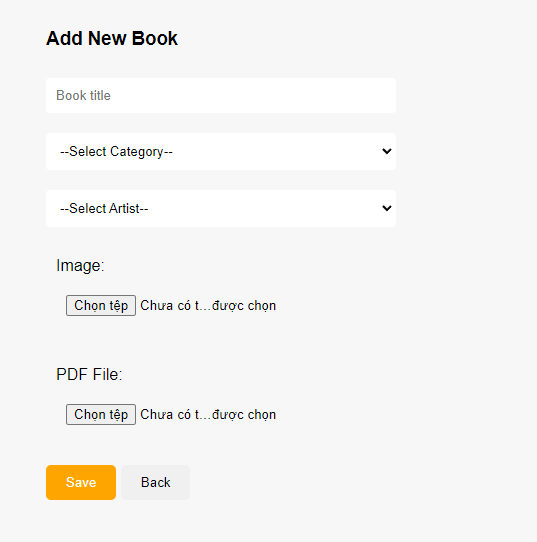 Add New Book
Book title
--Select Category--
--Select Artist--
Image:
Chọn tệp Chưa có t...được chọn
PDF File:
Chọn tệp Chưa có t...được chọn
Save Back